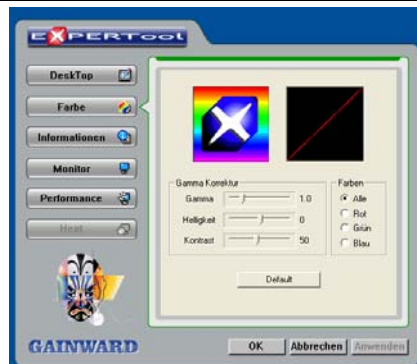 EXPERTool
DeskTop
Farbe
Informationen
Monitor
Performance
Heat
Gamma Korrektur
Gamma 1.0
Helligkeit 0
Kontrast 50
Farben
Alle
Rot
Grün
Blau
Default
GAINWARD
OK Abbrechen Anwenden